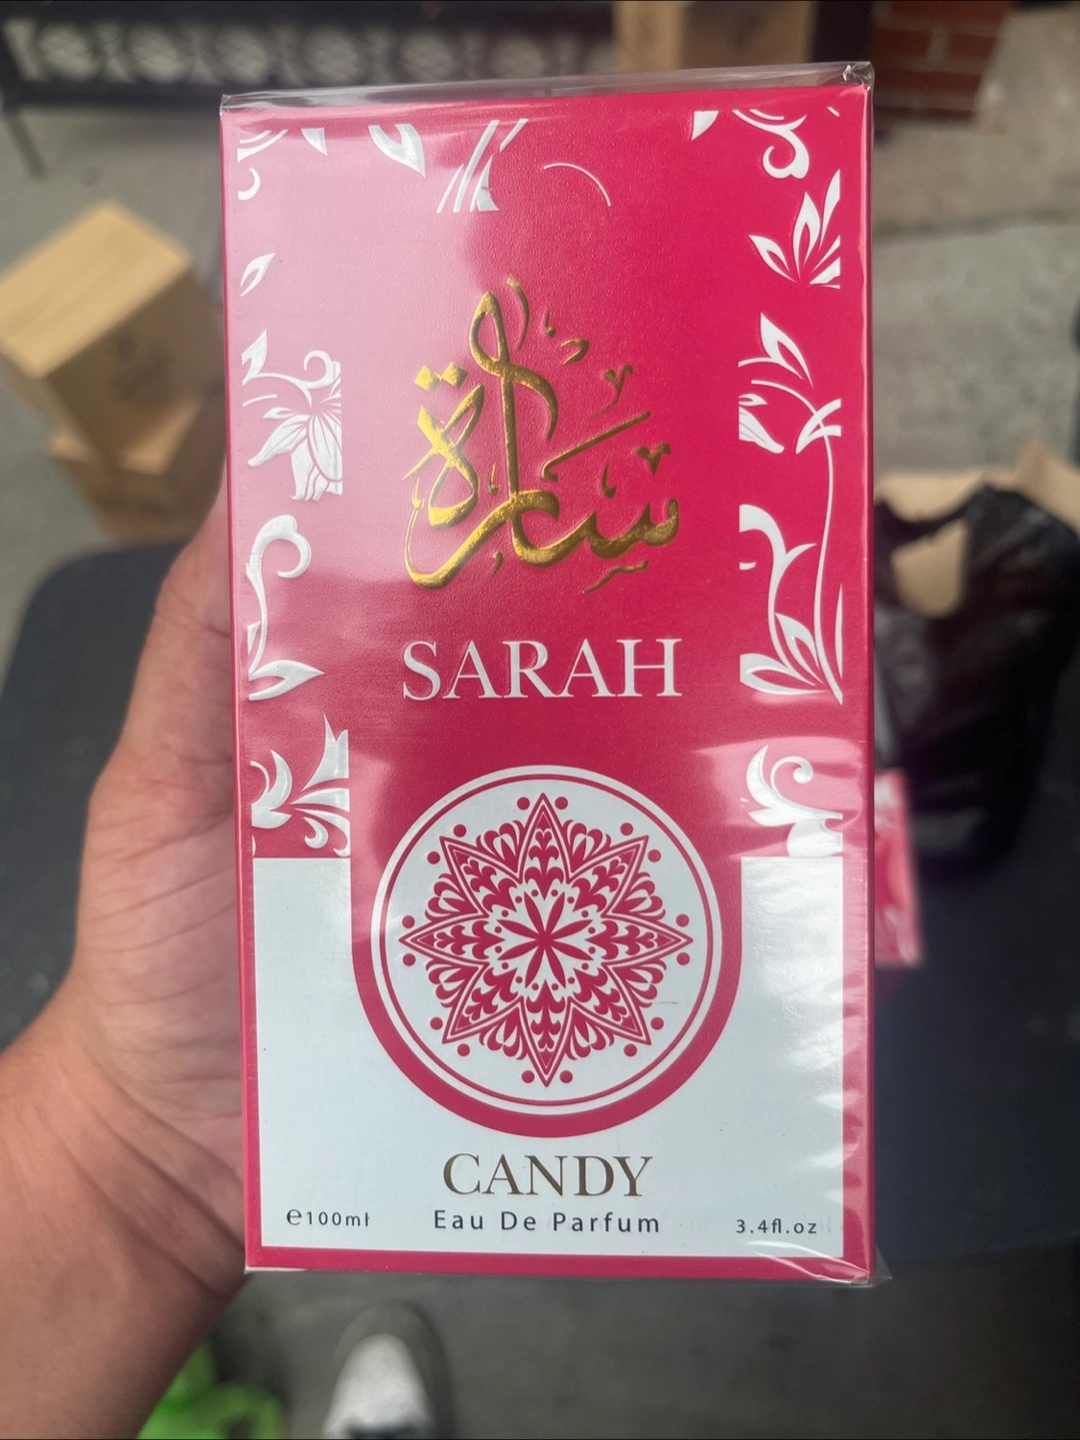 سارة
SARAH
CANDY
Eau De Parfum
℮100ml
3.4fl.oz